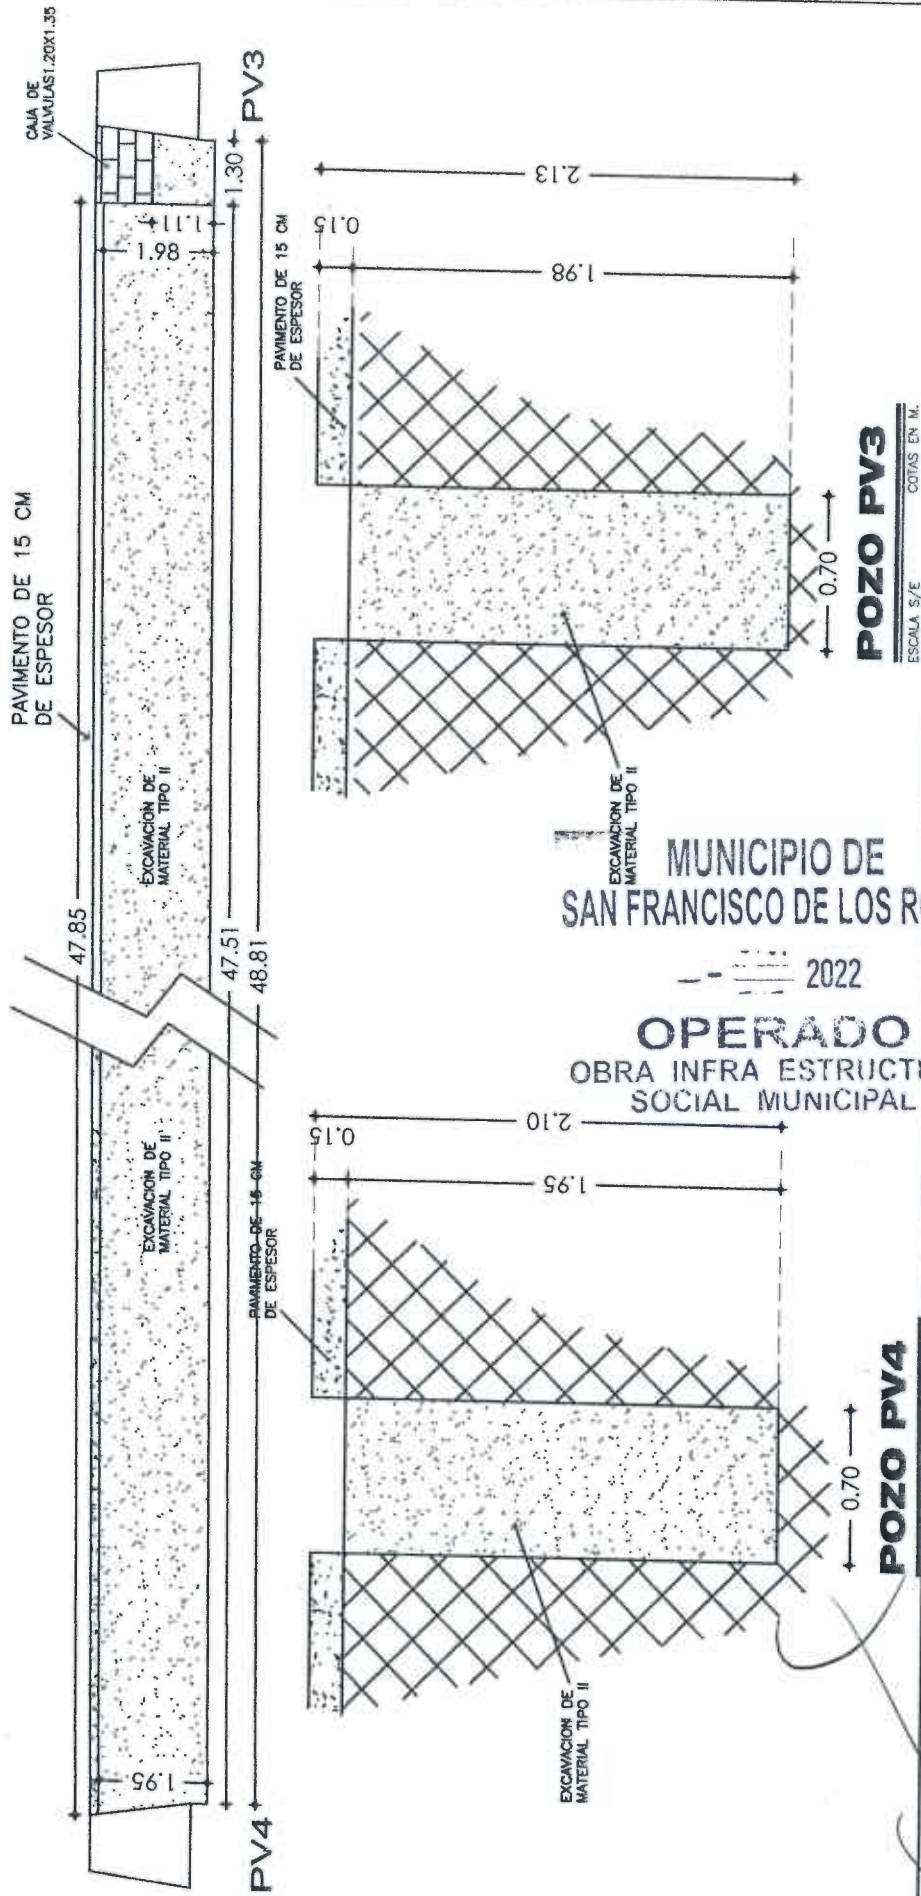 CAJA DE
VALVULAS1.20X1.35
PAVIMENTO DE 15 CM
DE ESPESOR
47.85
1.98
1.11
1.30
PV3
EXCAVACION DE
MATERIAL TIPO II
EXCAVACION DE
MATERIAL TIPO II
47.51
48.81
1.95
PV4
PAVIMENTO DE 15 CM
DE ESPESOR
0.15
2.13
1.98
0.70
EXCAVACION DE
MATERIAL TIPO II
POZO PV3
ESCALA S/E COTAS EN M.
MUNICIPIO DE
SAN FRANCISCO DE LOS R
2022
OPERADO
OBRA INFRA ESTRUCT
SOCIAL MUNICIPAL
PAVIMENTO DE 15 CM
DE ESPESOR
0.15
2.10
1.95
0.70
EXCAVACION DE
MATERIAL TIPO II
POZO PV4